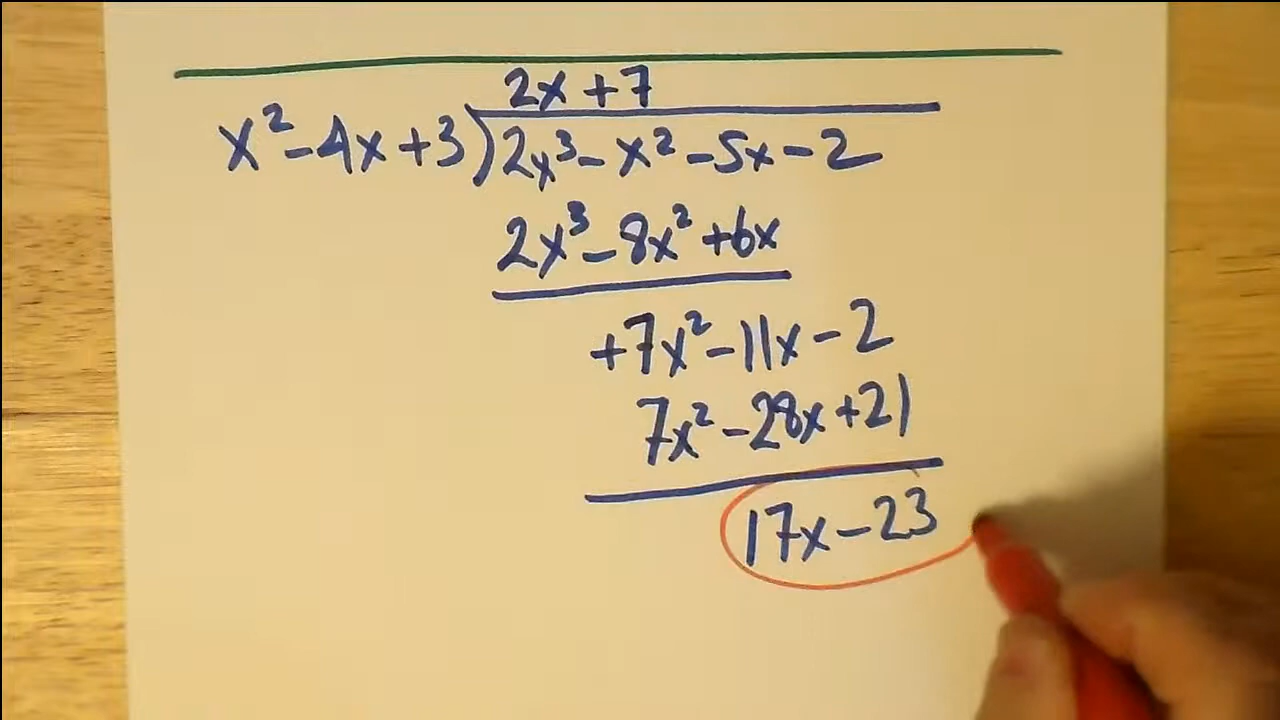 2x + 7
x² - 4x + 3 ) 2x³ - x² - 5x - 2
2x³ - 8x² + 6x
+7x² - 11x - 2
7x² - 28x + 21
17x - 23